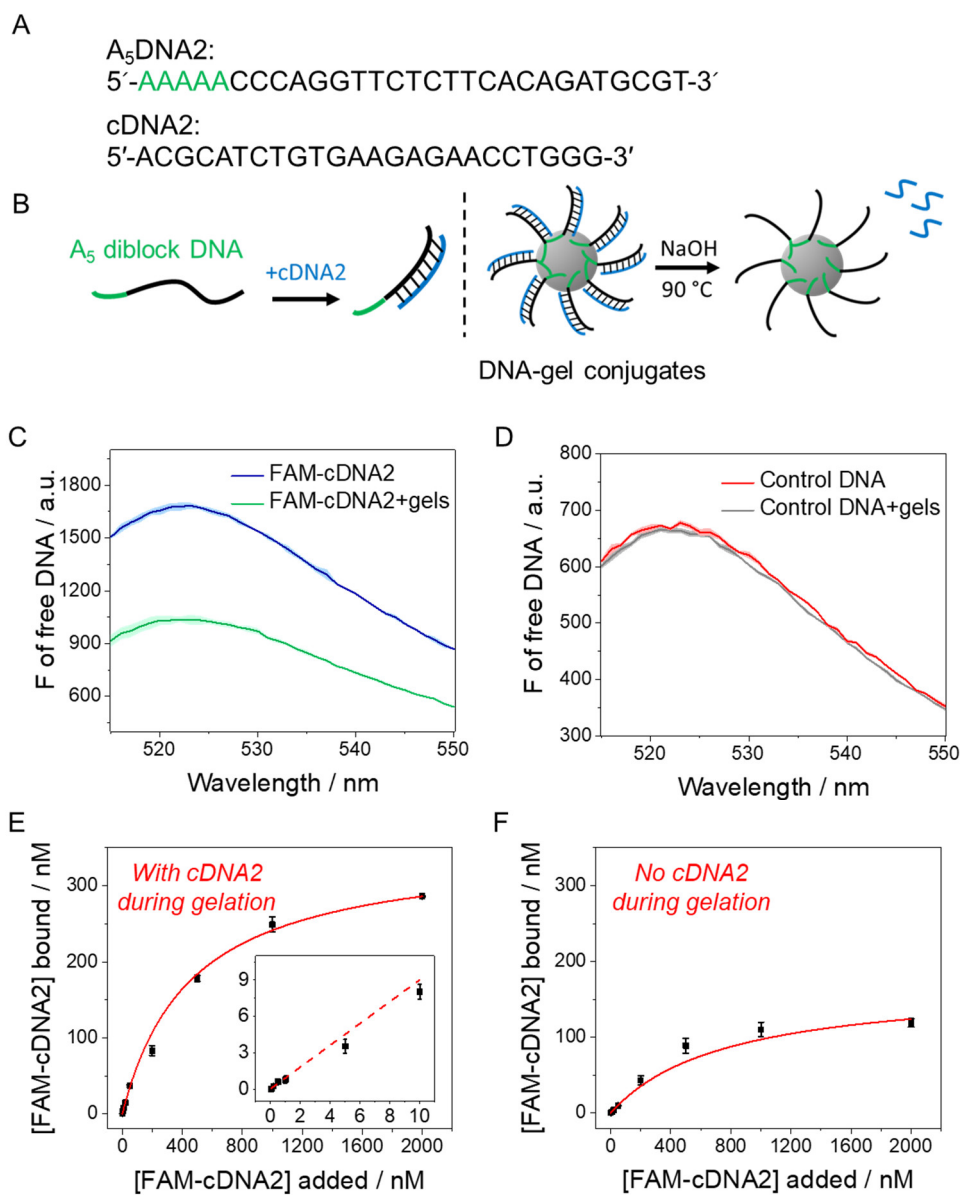 A
A₅DNA2:
5´-AAAAACCCAGGTTCTCTTCACAGATGCGT-3´
cDNA2:
5′-ACGCATCTGTGAAGAGAACCTGGG-3′
B
A₅ diblock DNA
+cDNA2
NaOH
90 °C
DNA-gel conjugates
C
F of free DNA / a.u.
1800
1500
1200
900
600
FAM-cDNA2
FAM-cDNA2+gels
520 530 540 550
Wavelength / nm
D
F of free DNA / a.u.
800
700
600
500
400
300
Control DNA
Control DNA+gels
520 530 540 550
Wavelength / nm
E
[FAM-cDNA2] bound / nM
300
200
100
0
With cDNA2
during gelation
9
6
3
0
0 5 10
0 400 800 1200 1600 2000
[FAM-cDNA2] added / nM
F
[FAM-cDNA2] bound / nM
300
200
100
0
No cDNA2
during gelation
0 400 800 1200 1600 2000
[FAM-cDNA2] added / nM